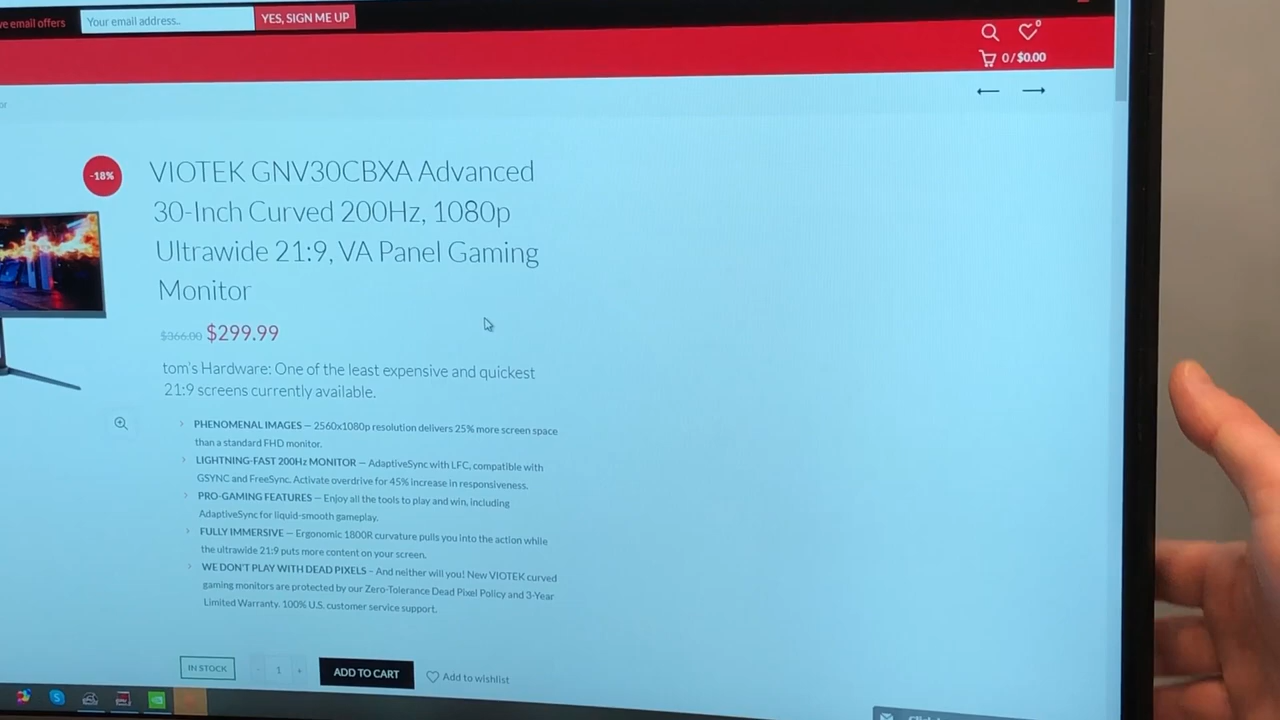 ve email offers
Your email address..
YES, SIGN ME UP
0
0 / $0.00
or
-18%
VIOTEK GNV30CBXA Advanced
30-Inch Curved 200Hz, 1080p
Ultrawide 21:9, VA Panel Gaming
Monitor
$366.00 $299.99
tom's Hardware: One of the least expensive and quickest
21:9 screens currently available.
PHENOMENAL IMAGES — 2560x1080p resolution delivers 25% more screen space
than a standard FHD monitor.
LIGHTNING-FAST 200Hz MONITOR — AdaptiveSync with LFC, compatible with
GSYNC and FreeSync. Activate overdrive for 45% increase in responsiveness.
PRO-GAMING FEATURES — Enjoy all the tools to play and win, including
AdaptiveSync for liquid-smooth gameplay.
FULLY IMMERSIVE — Ergonomic 1800R curvature pulls you into the action while
the ultrawide 21:9 puts more content on your screen.
WE DON'T PLAY WITH DEAD PIXELS – And neither will you! New VIOTEK curved
gaming monitors are protected by our Zero-Tolerance Dead Pixel Policy and 3-Year
Limited Warranty. 100% U.S. customer service support.
IN STOCK
- 1 +
ADD TO CART
Add to wishlist